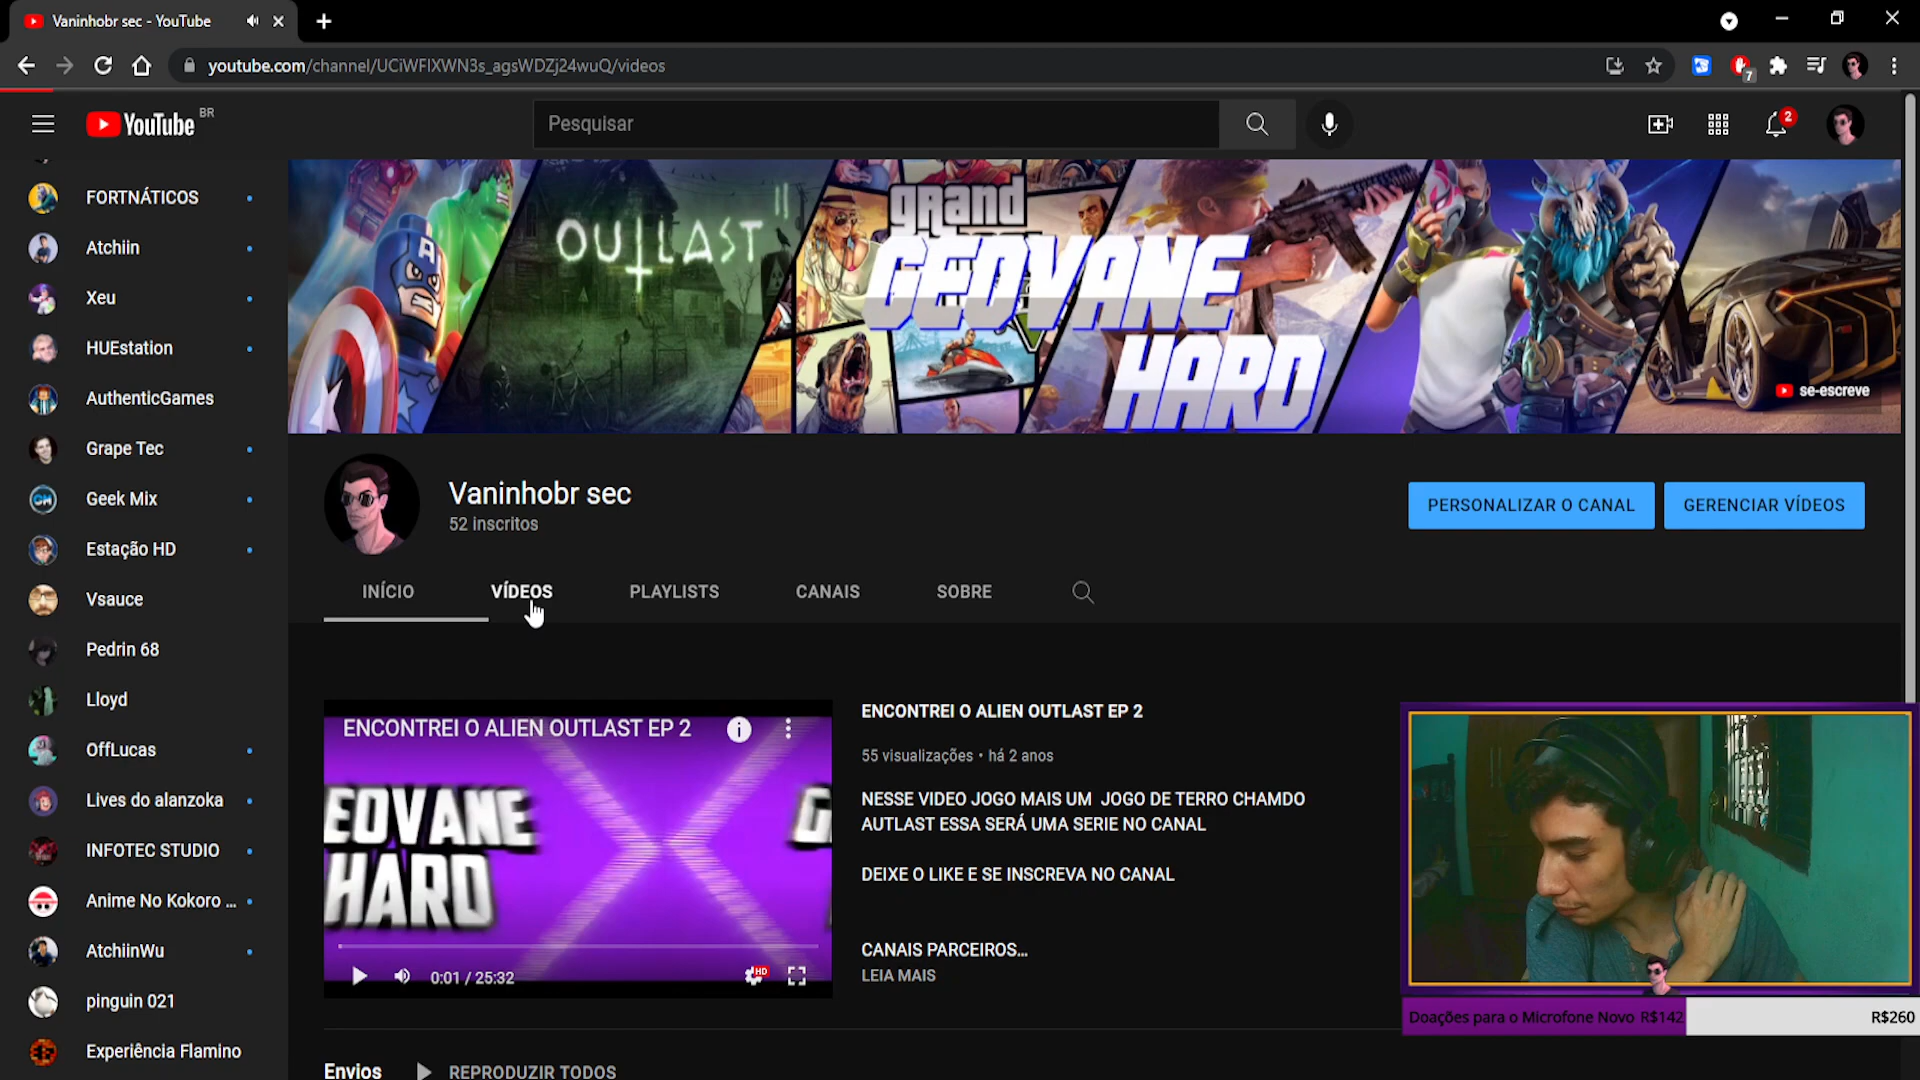 Vaninhobr sec - YouTube
youtube.com/channel/UCiWFIXWN3s_agsWDZj24wuQ/videos
7
YouTube
BR
Pesquisar
2
FORTNÁTICOS
Atchiin
Xeu
HUEstation
AuthenticGames
Grape Tec
Geek Mix
Estação HD
Vsauce
Pedrin 68
Lloyd
OffLucas
Lives do alanzoka
INFOTEC STUDIO
Anime No Kokoro ...
AtchiinWu
pinguin 021
Experiência Flamino
OUTLAST
II
grand
GEOVANE
HARD
se-escreve
Vaninhobr sec
52 inscritos
PERSONALIZAR O CANAL
GERENCIAR VÍDEOS
INÍCIO
VÍDEOS
PLAYLISTS
CANAIS
SOBRE
ENCONTREI O ALIEN OUTLAST EP 2
EOVANE
HARD
G
0:01 / 25:32
HD
ENCONTREI O ALIEN OUTLAST EP 2
55 visualizações • há 2 anos
NESSE VIDEO JOGO MAIS UM JOGO DE TERRO CHAMDO
AUTLAST ESSA SERÁ UMA SERIE NO CANAL
DEIXE O LIKE E SE INSCREVA NO CANAL
CANAIS PARCEIROS...
LEIA MAIS
Doações para o Microfone Novo R$142
R$260
Envios
REPRODUZIR TODOS